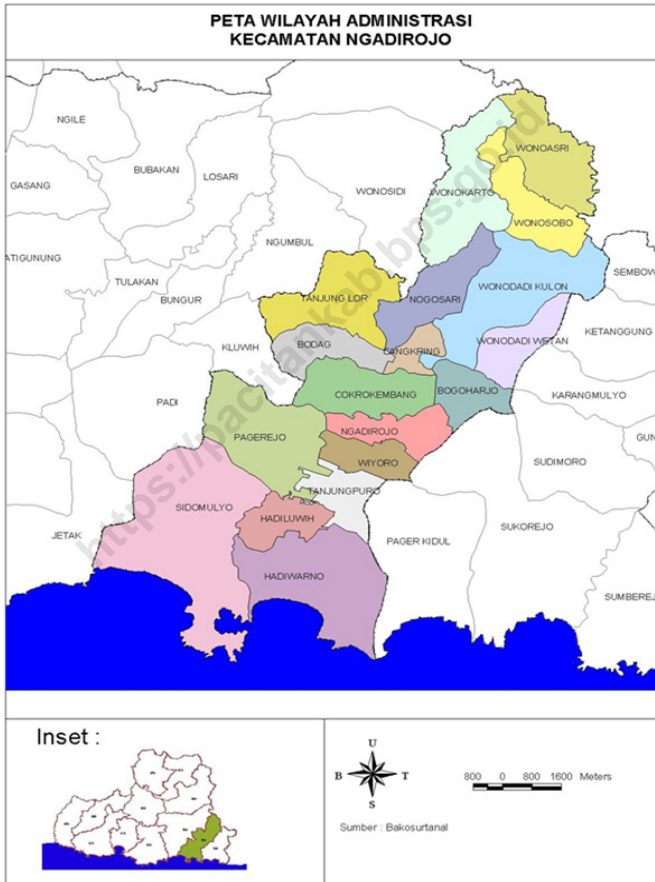 PETA WILAYAH ADMINISTRASI
KECAMATAN NGADIROJO
NGILE
BUBAKAN
LOSARI
GASANG
WONOSIDI
WONOKARTO
WONOASRI
WONOSOBO
NGUMBUL
ATIGUNUNG
TULAKAN
BUNGUR
TANJUNG LOR
NOGOSARI
WONODADI KULON
SEMBOW
KLUWIH
BODAG
CANGKRING
WONODADI WETAN
KETANGGUNG
PADI
COKROKEMBANG
BOGOHARJO
KARANGMULYO
PAGEREJO
NGADIROJO
GUN
WIYORO
SUDIMORO
TANJUNGPURO
SIDOMULYO
HADILUWIH
SUKOREJO
JETAK
PAGER KIDUL
HADIWARNO
SUMBEREJ
https://pacitankab.bps.go.id
Inset :
U
B
T
S
800 0 800 1600 Meters
Sumber : Bakosurtanal